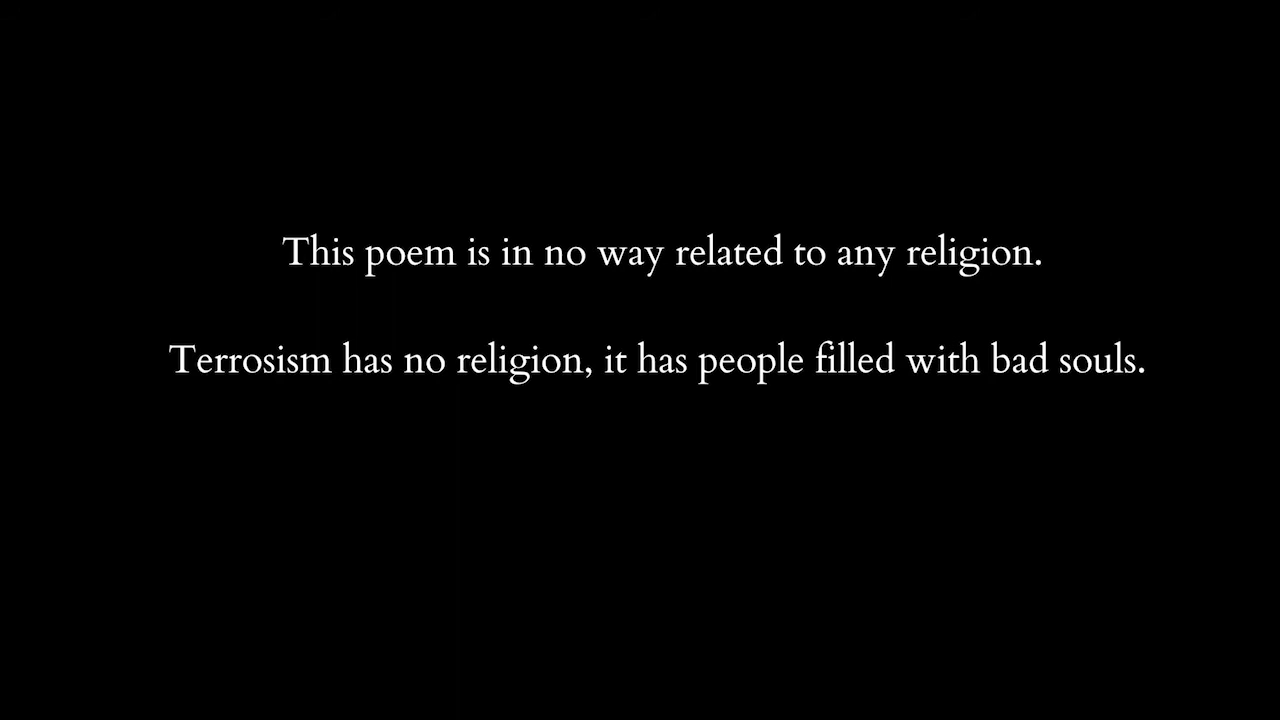 This poem is in no way related to any religion.
Terrosism has no religion, it has people filled with bad souls.